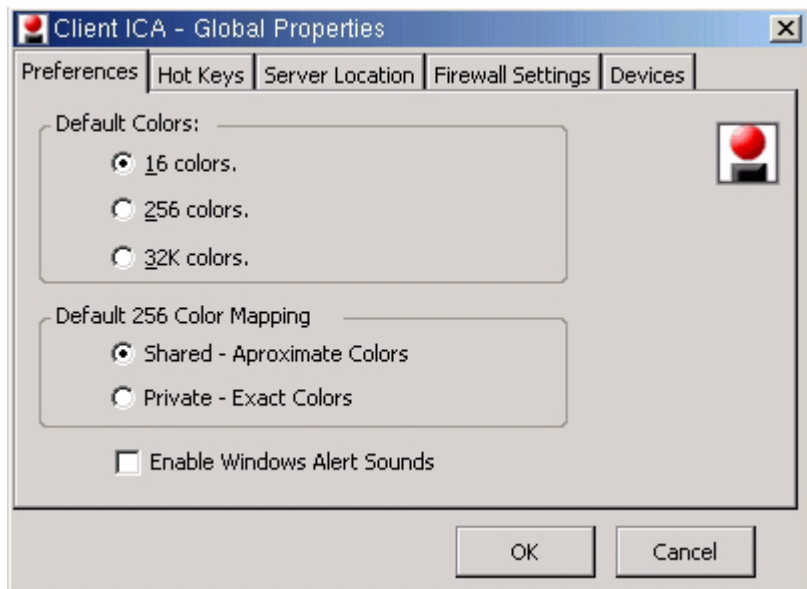 Client ICA - Global Properties
Preferences Hot Keys Server Location Firewall Settings Devices
Default Colors:
16 colors.
256 colors.
32K colors.
Default 256 Color Mapping
Shared - Aproximate Colors
Private - Exact Colors
Enable Windows Alert Sounds
OK Cancel